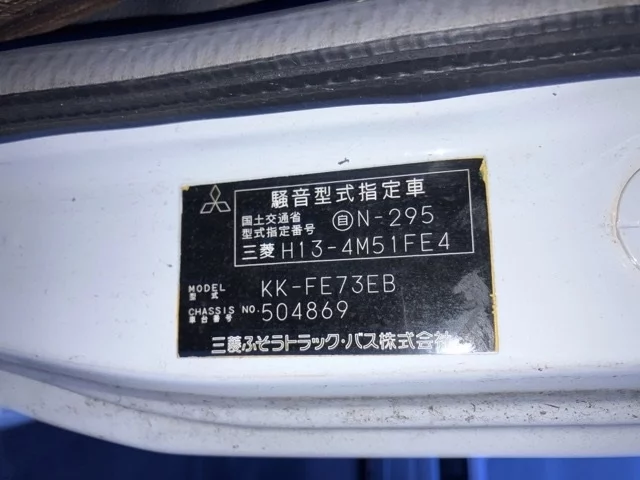 騒音型式指定車
国土交通省
型式指定番号 自N-295
三菱 H13-4M51FE4
MODEL
型式 KK-FE73EB
CHASSIS NO.
車台番号 504869
三菱ふそうトラック・バス株式会社